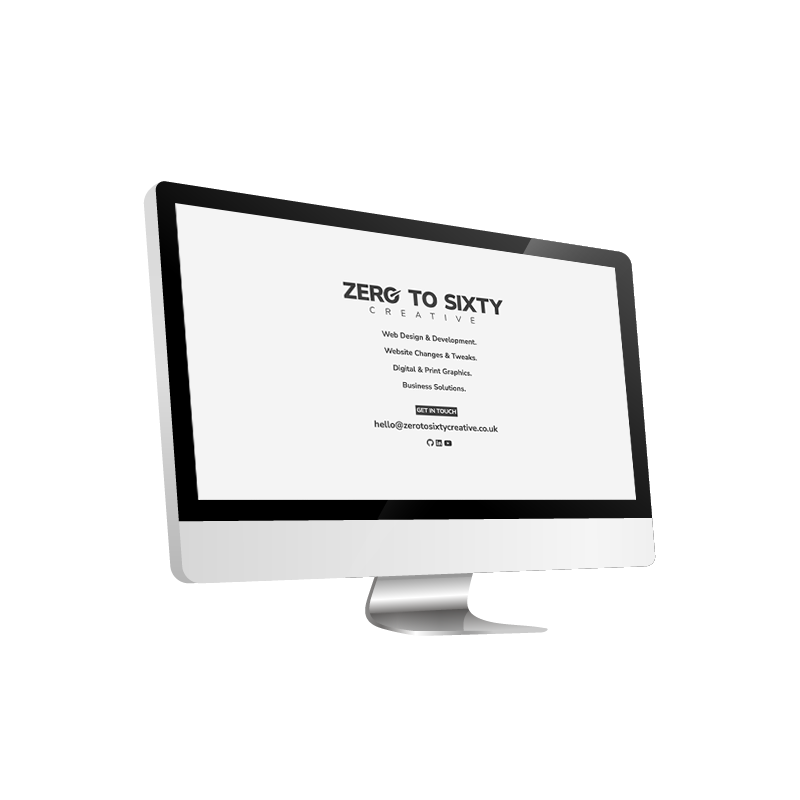 ZERO TO SIXTY
CREATIVE
Web Design & Development.
Website Changes & Tweaks.
Digital & Print Graphics.
Business Solutions.
GET IN TOUCH
hello@zerotosixtycreative.co.uk